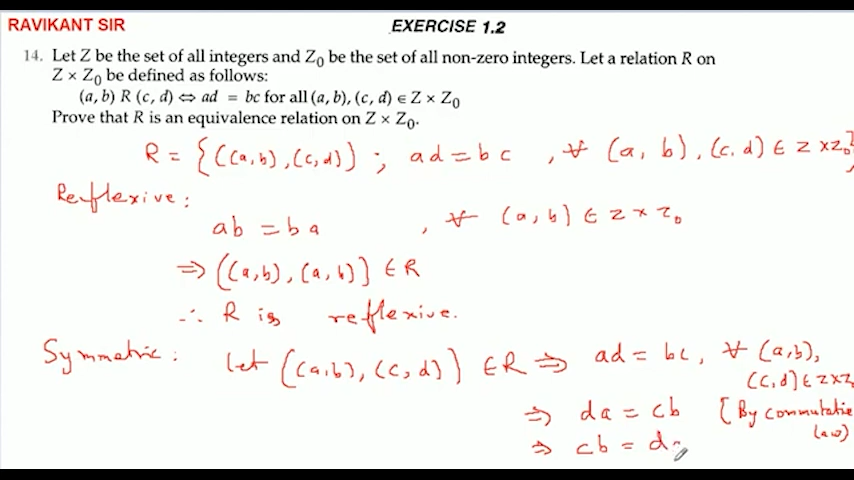 RAVIKANT SIR
EXERCISE 1.2
14. Let Z be the set of all integers and Z₀ be the set of all non-zero integers. Let a relation R on
Z × Z₀ be defined as follows:
(a, b) R (c, d) ⇔ ad = bc for all (a, b), (c, d) ∈ Z × Z₀
Prove that R is an equivalence relation on Z × Z₀.
R = {((a,b),(c,d)) ; ad = bc , ∀ (a, b), (c,d) ∈ Z × Z₀}
Reflexive:
ab = ba , ∀ (a,b) ∈ Z × Z₀
⇒ ((a,b),(a,b)) ∈ R
∴ R is reflexive.
Symmetric: let ((a,b),(c,d)) ∈ R ⇒ ad = bc, ∀ (a,b),
(c,d) ∈ Z×Z
⇒ da = cb [By commutative
law)
⇒ cb = d